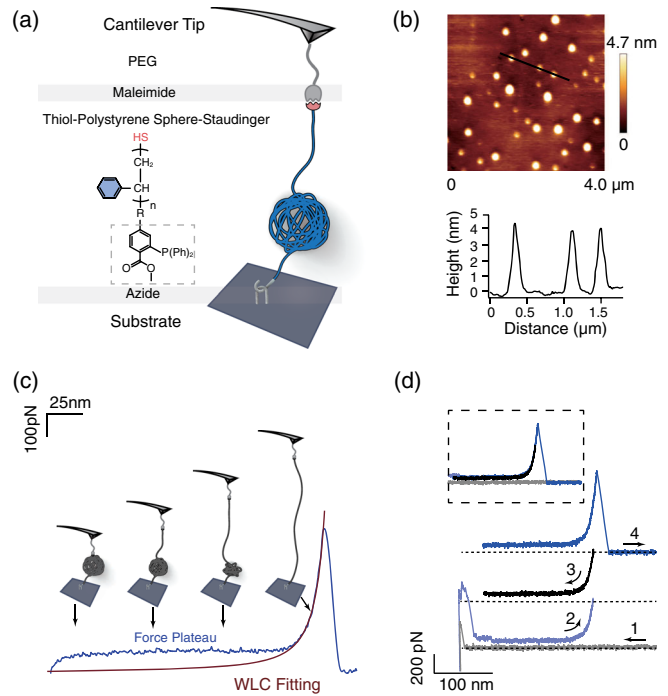 (a)
Cantilever Tip
PEG
Maleimide
Thiol-Polystyrene Sphere-Staudinger
HS
CH2
CH
n
R
P(Ph)2
O
O
Azide
Substrate
(b)
4.7 nm
0
0 4.0 μm
Height (nm)
5
4
3
2
1
0
0 0.5 1.0 1.5
Distance (μm)
(c)
25nm
100pN
Force Plateau
WLC Fitting
(d)
4
3
2
1
200 pN
100 nm